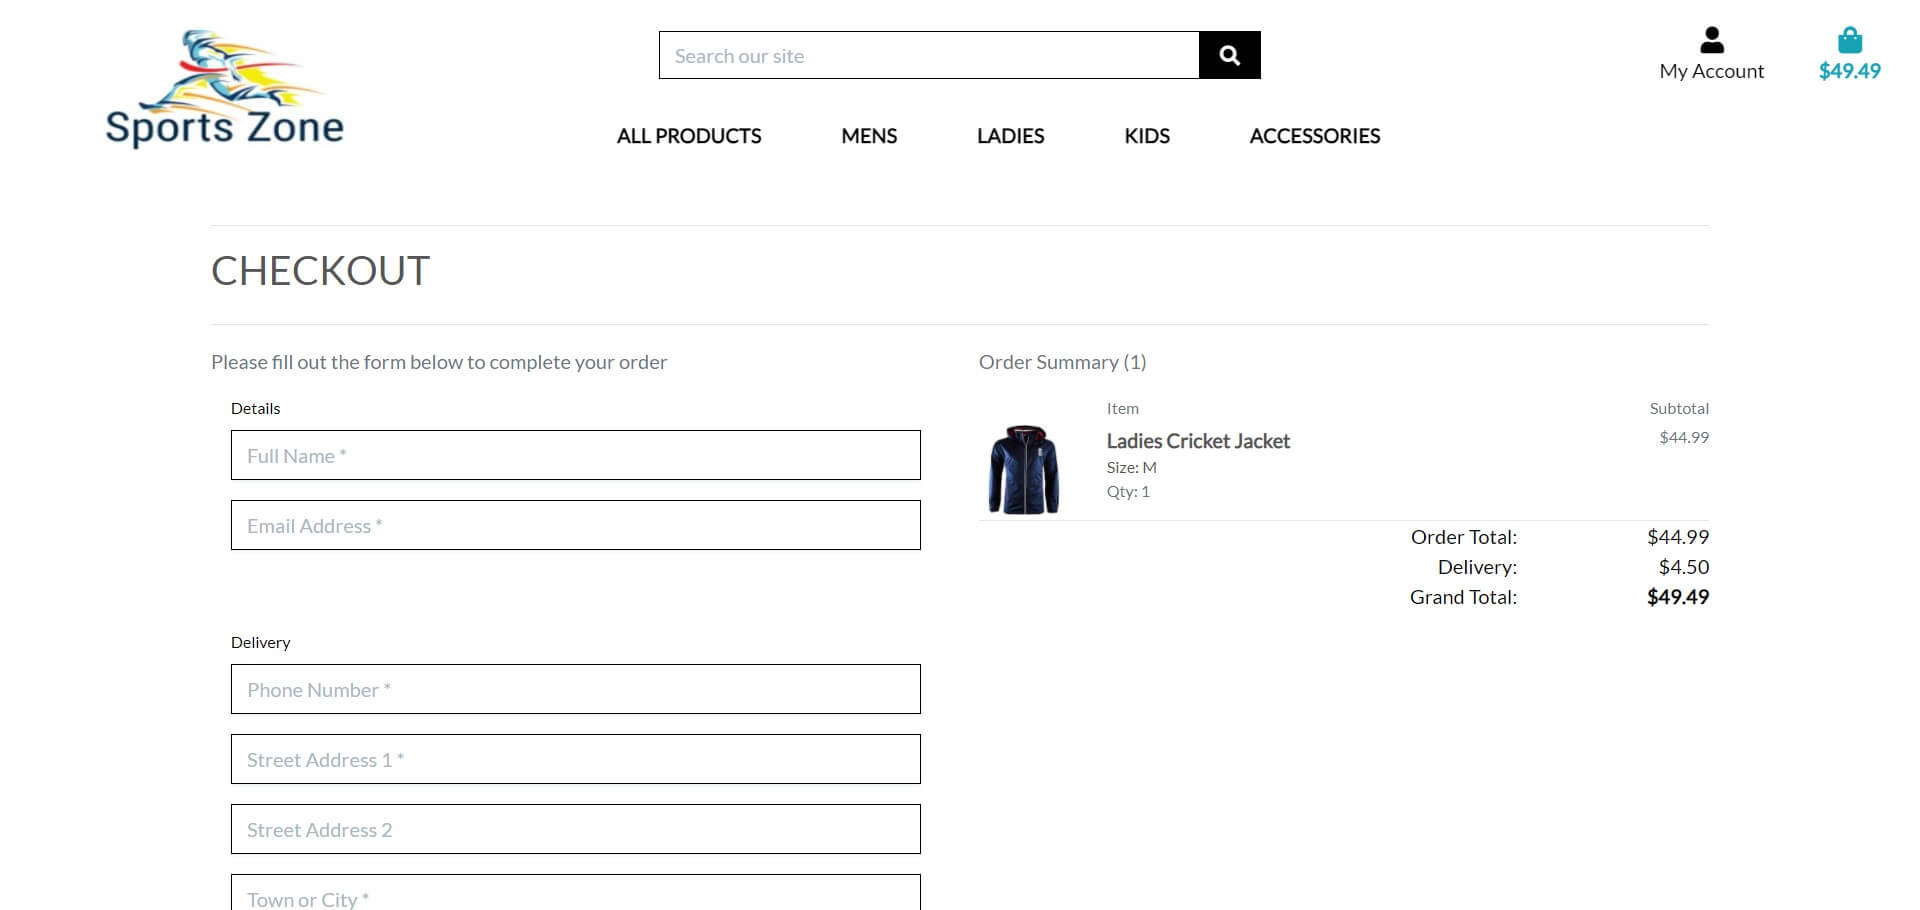 Sports Zone
Search our site
My Account
$49.49
ALL PRODUCTS MENS LADIES KIDS ACCESSORIES
CHECKOUT
Please fill out the form below to complete your order
Details
Full Name *
Email Address *
Delivery
Phone Number *
Street Address 1 *
Street Address 2
Town or City *
Order Summary (1)
Item Subtotal
Ladies Cricket Jacket $44.99
Size: M
Qty: 1
Order Total: $44.99
Delivery: $4.50
Grand Total: $49.49